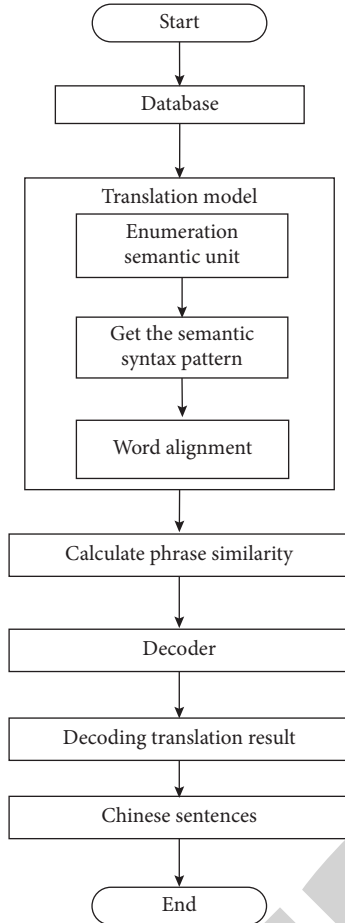 Start
Database
Translation model
Enumeration
semantic unit
Get the semantic
syntax pattern
Word alignment
Calculate phrase similarity
Decoder
Decoding translation result
Chinese sentences
End